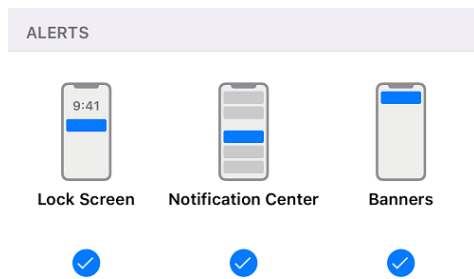 ALERTS
9:41
Lock Screen
Notification Center
Banners